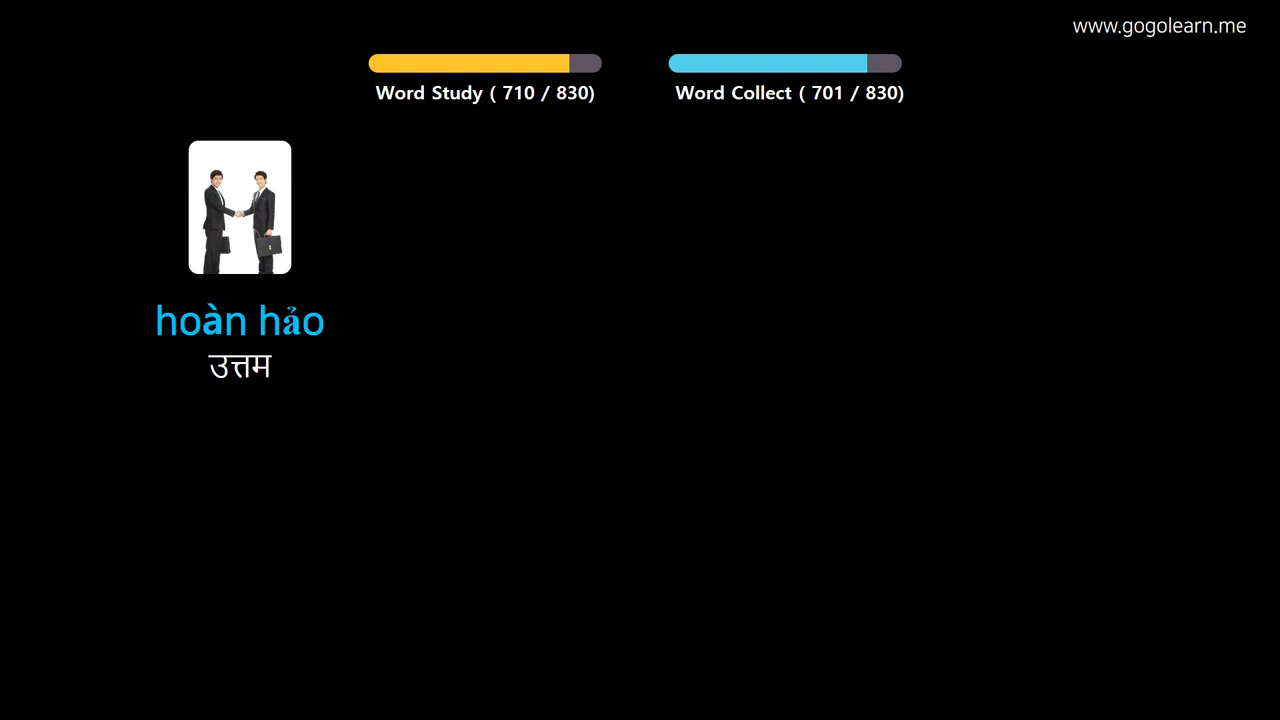 www.gogolearn.me
Word Study ( 710 / 830)
Word Collect ( 701 / 830)
hoàn hảo
उत्तम